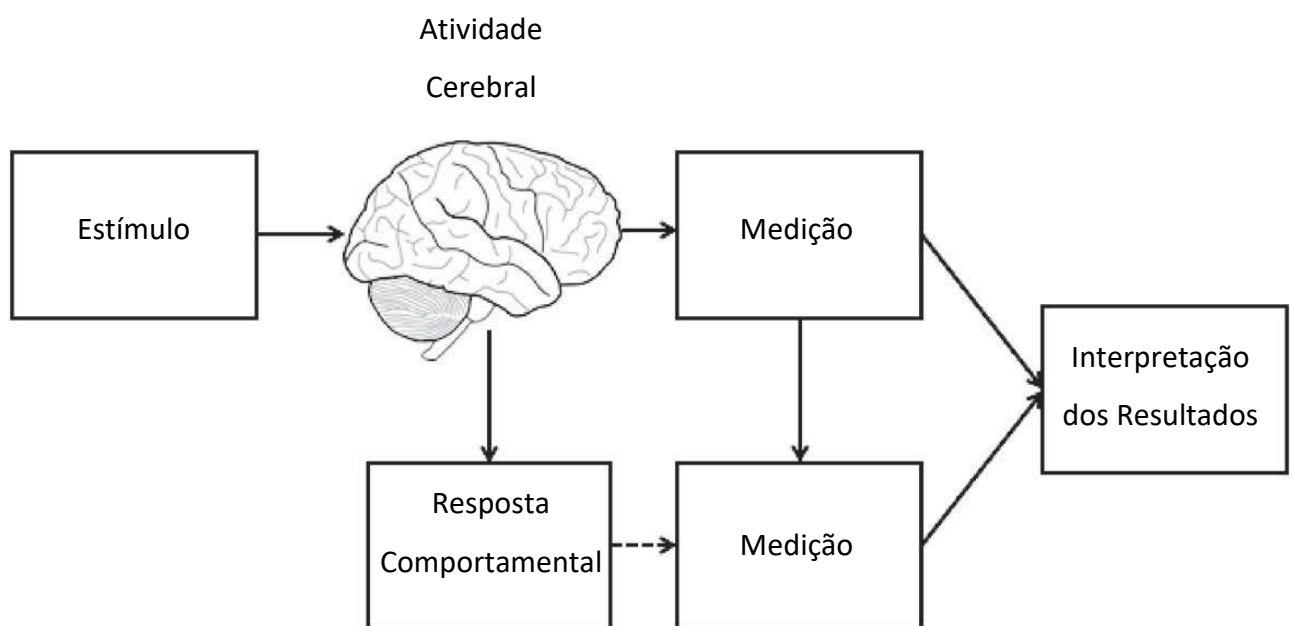 Atividade
Cerebral
Estímulo
Medição
Interpretação
dos Resultados
Resposta
Comportamental
Medição